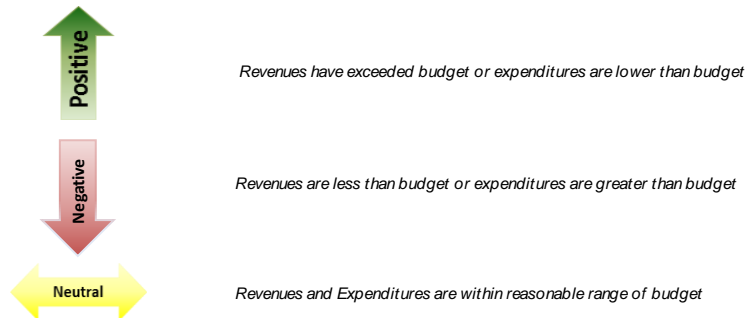 Positive
Revenues have exceeded budget or expenditures are lower than budget
Negative
Revenues are less than budget or expenditures are greater than budget
Neutral
Revenues and Expenditures are within reasonable range of budget